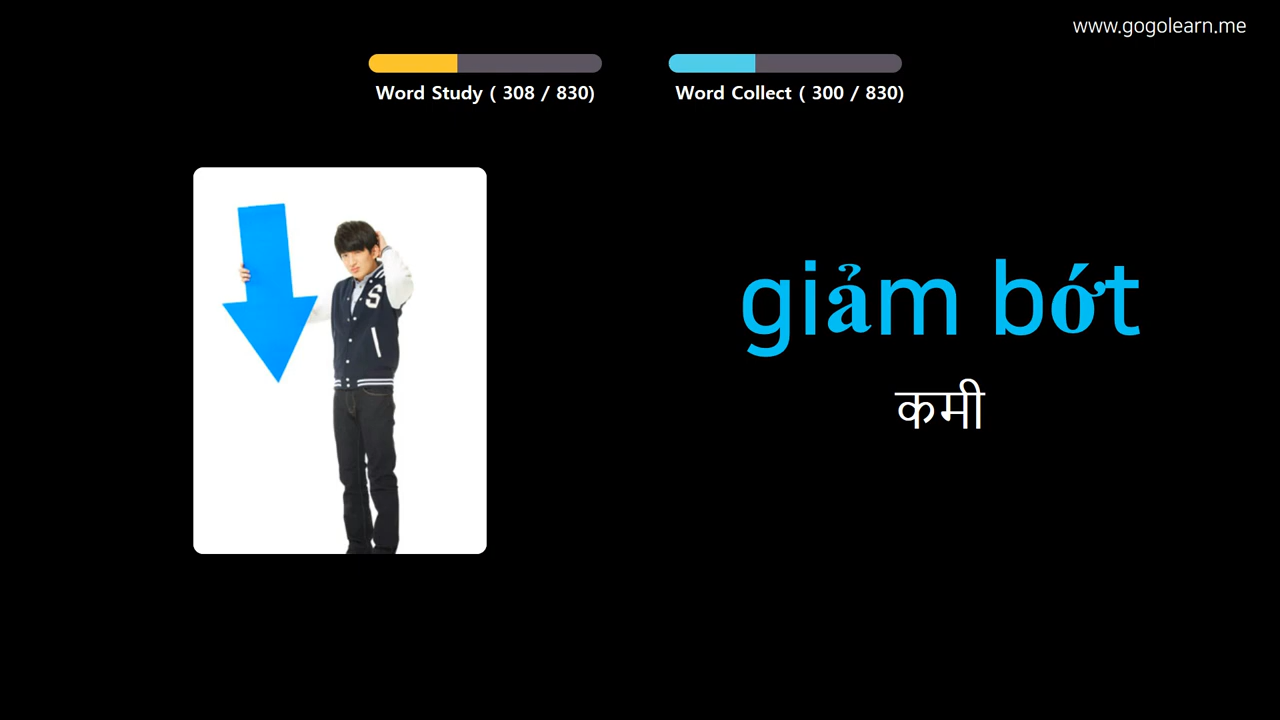 www.gogolearn.me
Word Study ( 308 / 830)
Word Collect ( 300 / 830)
S
giảm bớt
कमी